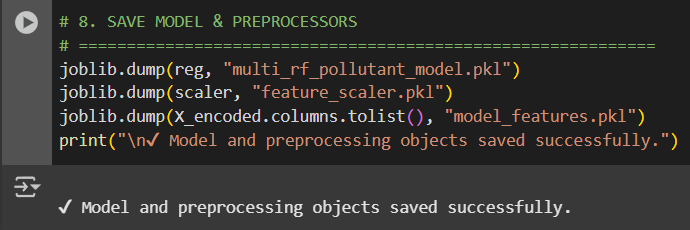 # 8. SAVE MODEL & PREPROCESSORS
# ============================================================
joblib.dump(reg, "multi_rf_pollutant_model.pkl")
joblib.dump(scaler, "feature_scaler.pkl")
joblib.dump(X_encoded.columns.tolist(), "model_features.pkl")
print("\n✔ Model and preprocessing objects saved successfully.")
✔ Model and preprocessing objects saved successfully.